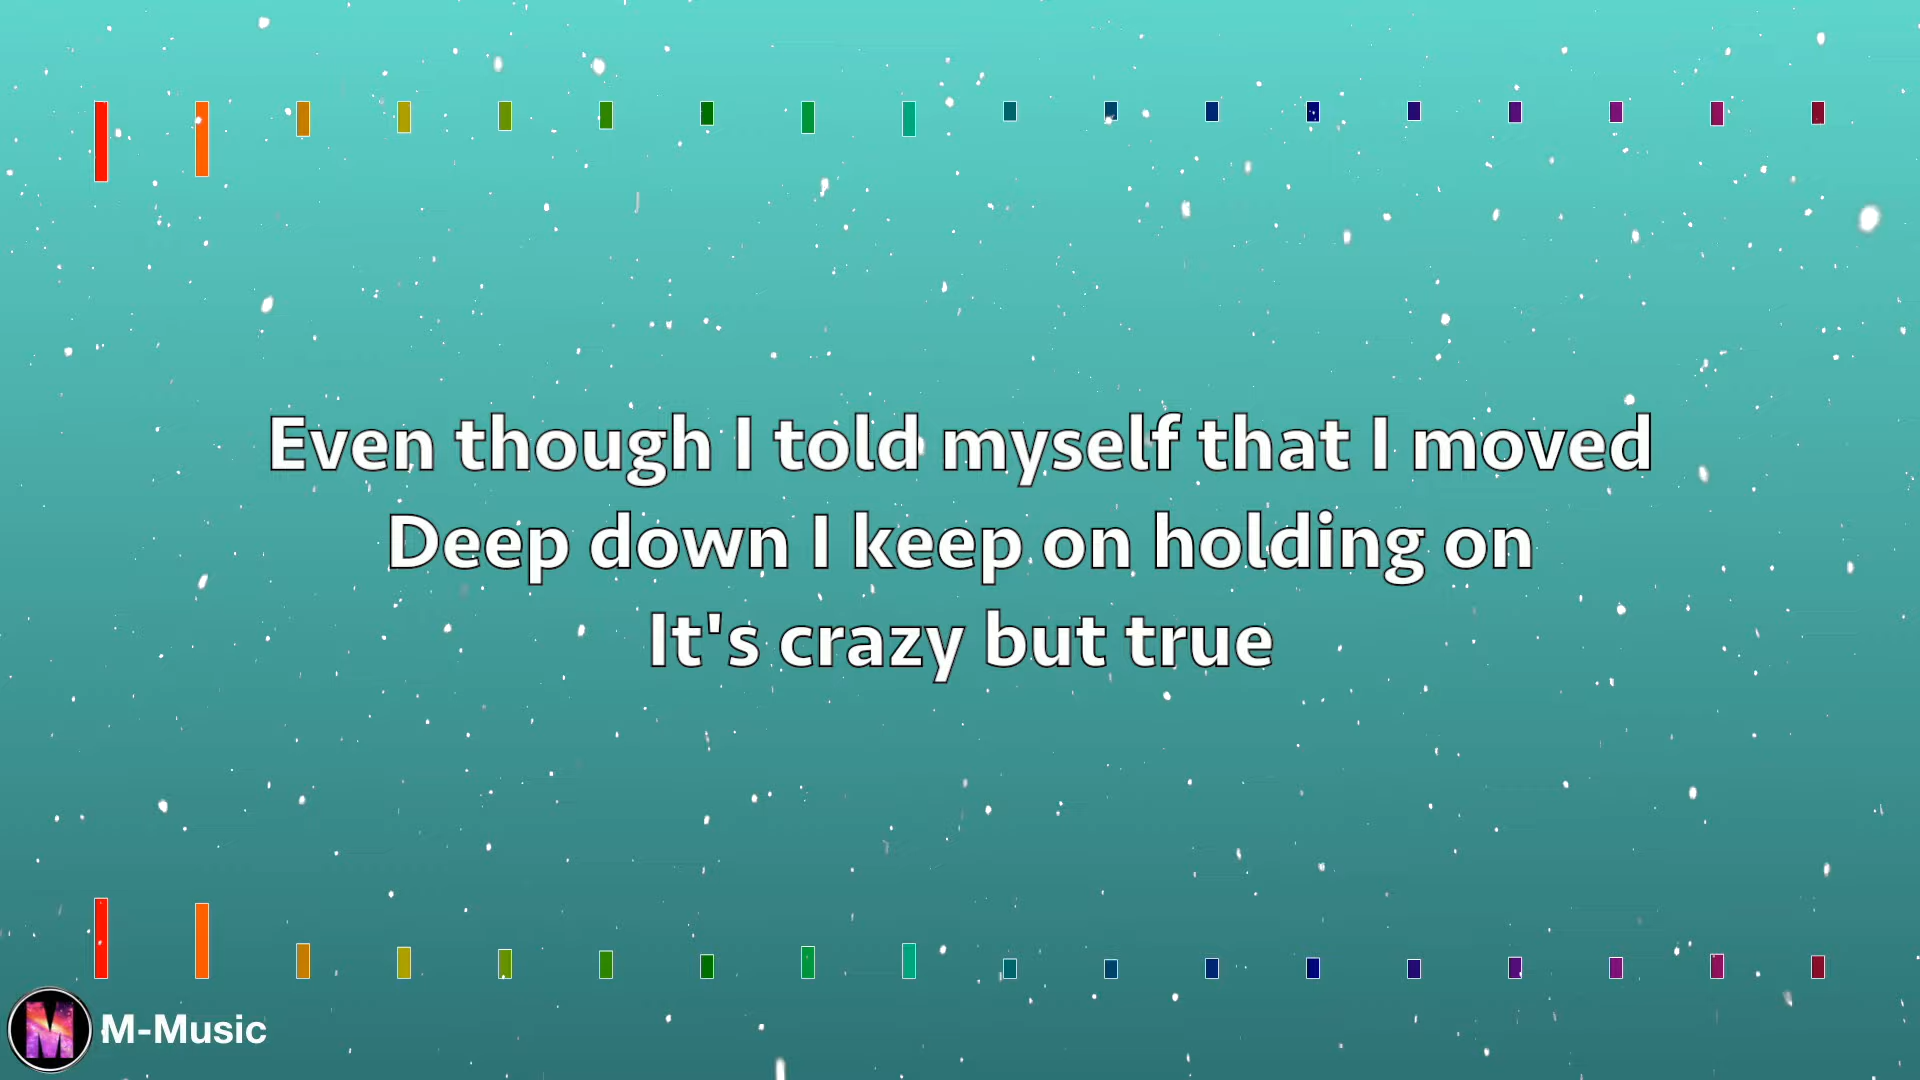 Even though I told myself that I moved
Deep down I keep on holding on
It's crazy but true
M M-Music